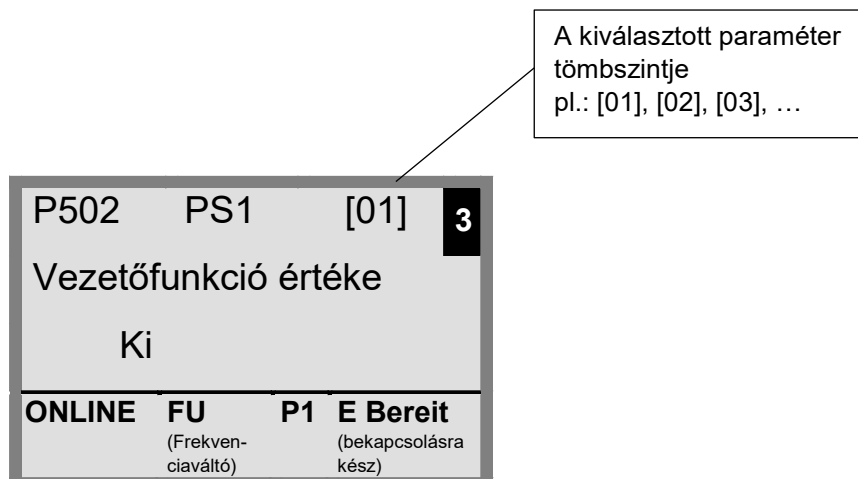 A kiválasztott paraméter
tömbszintje
pl.: [01], [02], [03], …
P502 PS1 [01] 3
Vezetőfunkció értéke
Ki
ONLINE FU P1 E Bereit
(Frekven- (bekapcsolásra
ciaváltó) kész)